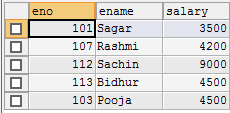 eno ename salary
101 Sagar 3500
107 Rashmi 4200
112 Sachin 9000
113 Bidhur 4500
103 Pooja 4500